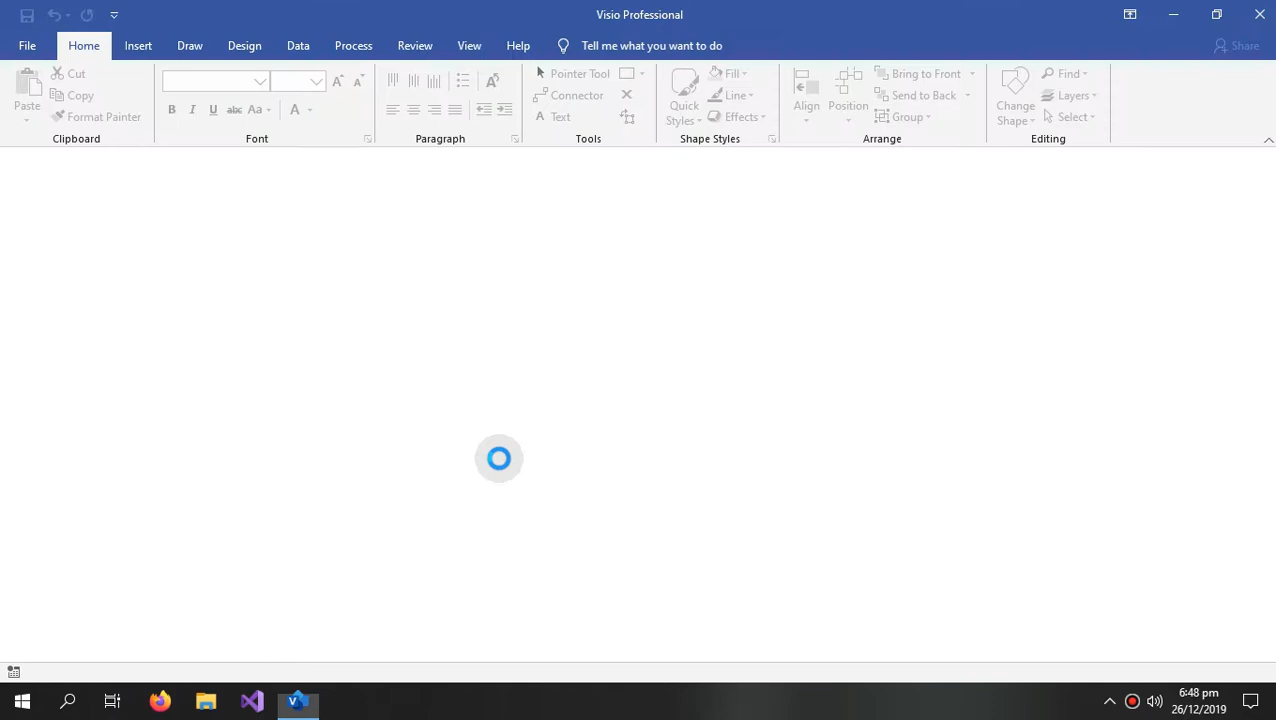 Visio Professional
File Home Insert Draw Design Data Process Review View Help Tell me what you want to do Share
Paste Cut Copy Format Painter
Clipboard
B I U abc Aa A A A
Font
A
Paragraph
Pointer Tool
Connector
A Text
Tools
Quick Styles Fill Line Effects
Shape Styles
Align Position Bring to Front Send to Back Group
Arrange
Change Shape Find Layers Select
Editing
V
6:48 pm
26/12/2019